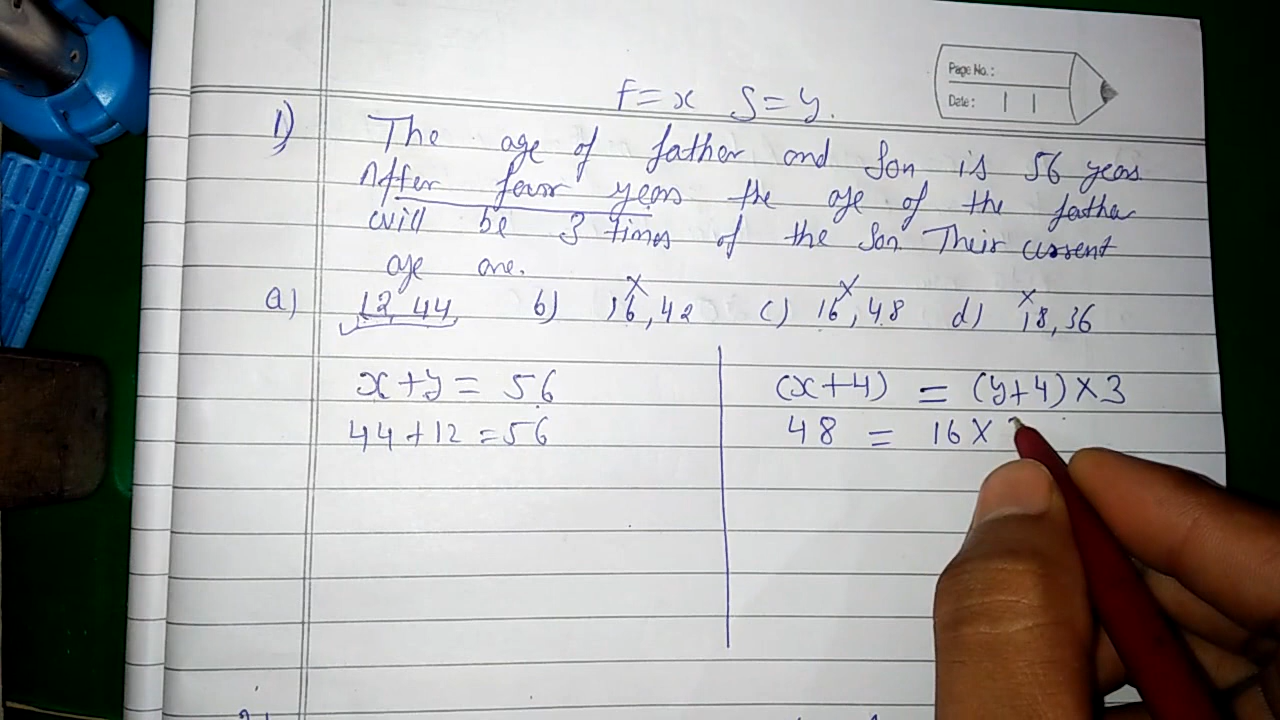 Page No. :
Date :
F=x S=y.
1) The age of father and Son is 56 years
After four years the age of the father
will be 3 times of the Son Their current
age are.
a) 12, 44, b) 16, 42 c) 16, 48 d) 18, 36
x+y = 56
44+12 = 56
(x+4) = (y+4)×3
48 = 16×